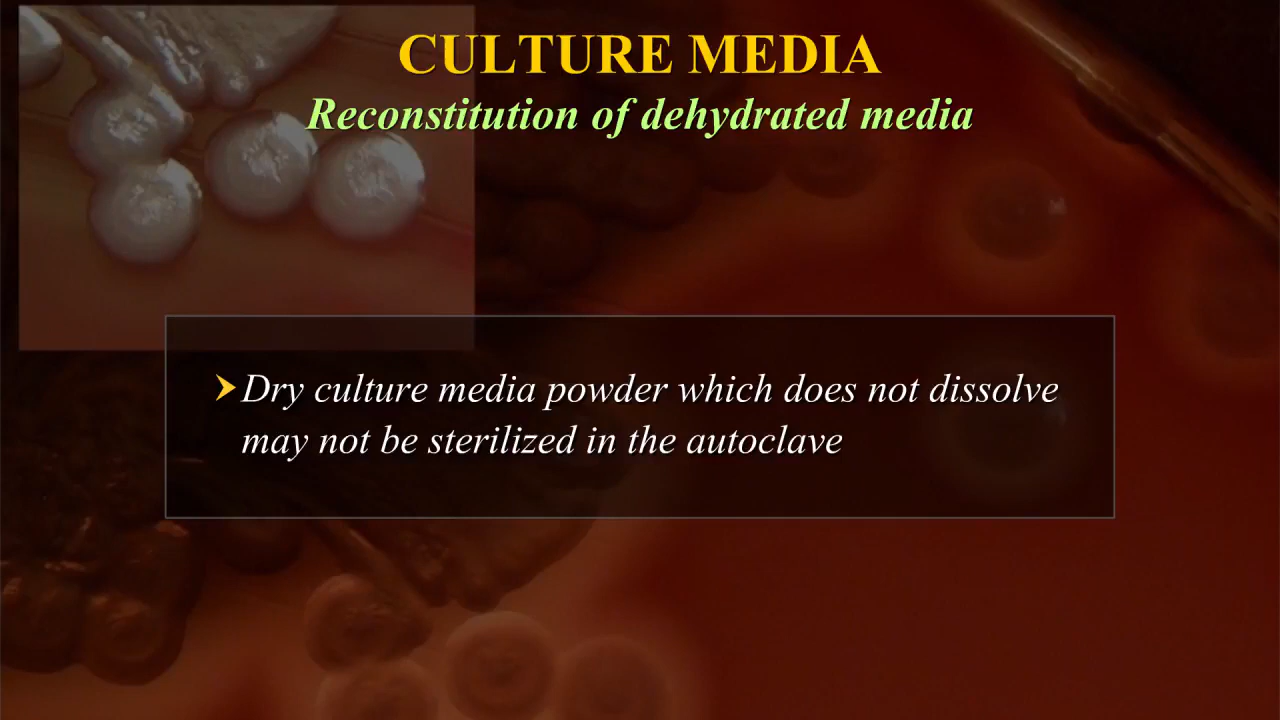 CULTURE MEDIA
Reconstitution of dehydrated media
Dry culture media powder which does not dissolve
may not be sterilized in the autoclave